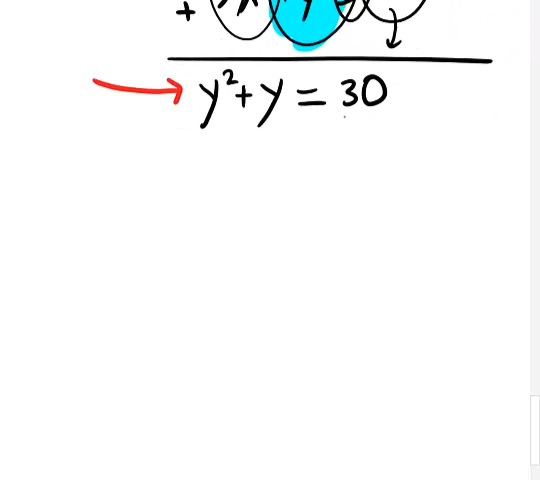 + y
y²+y = 30